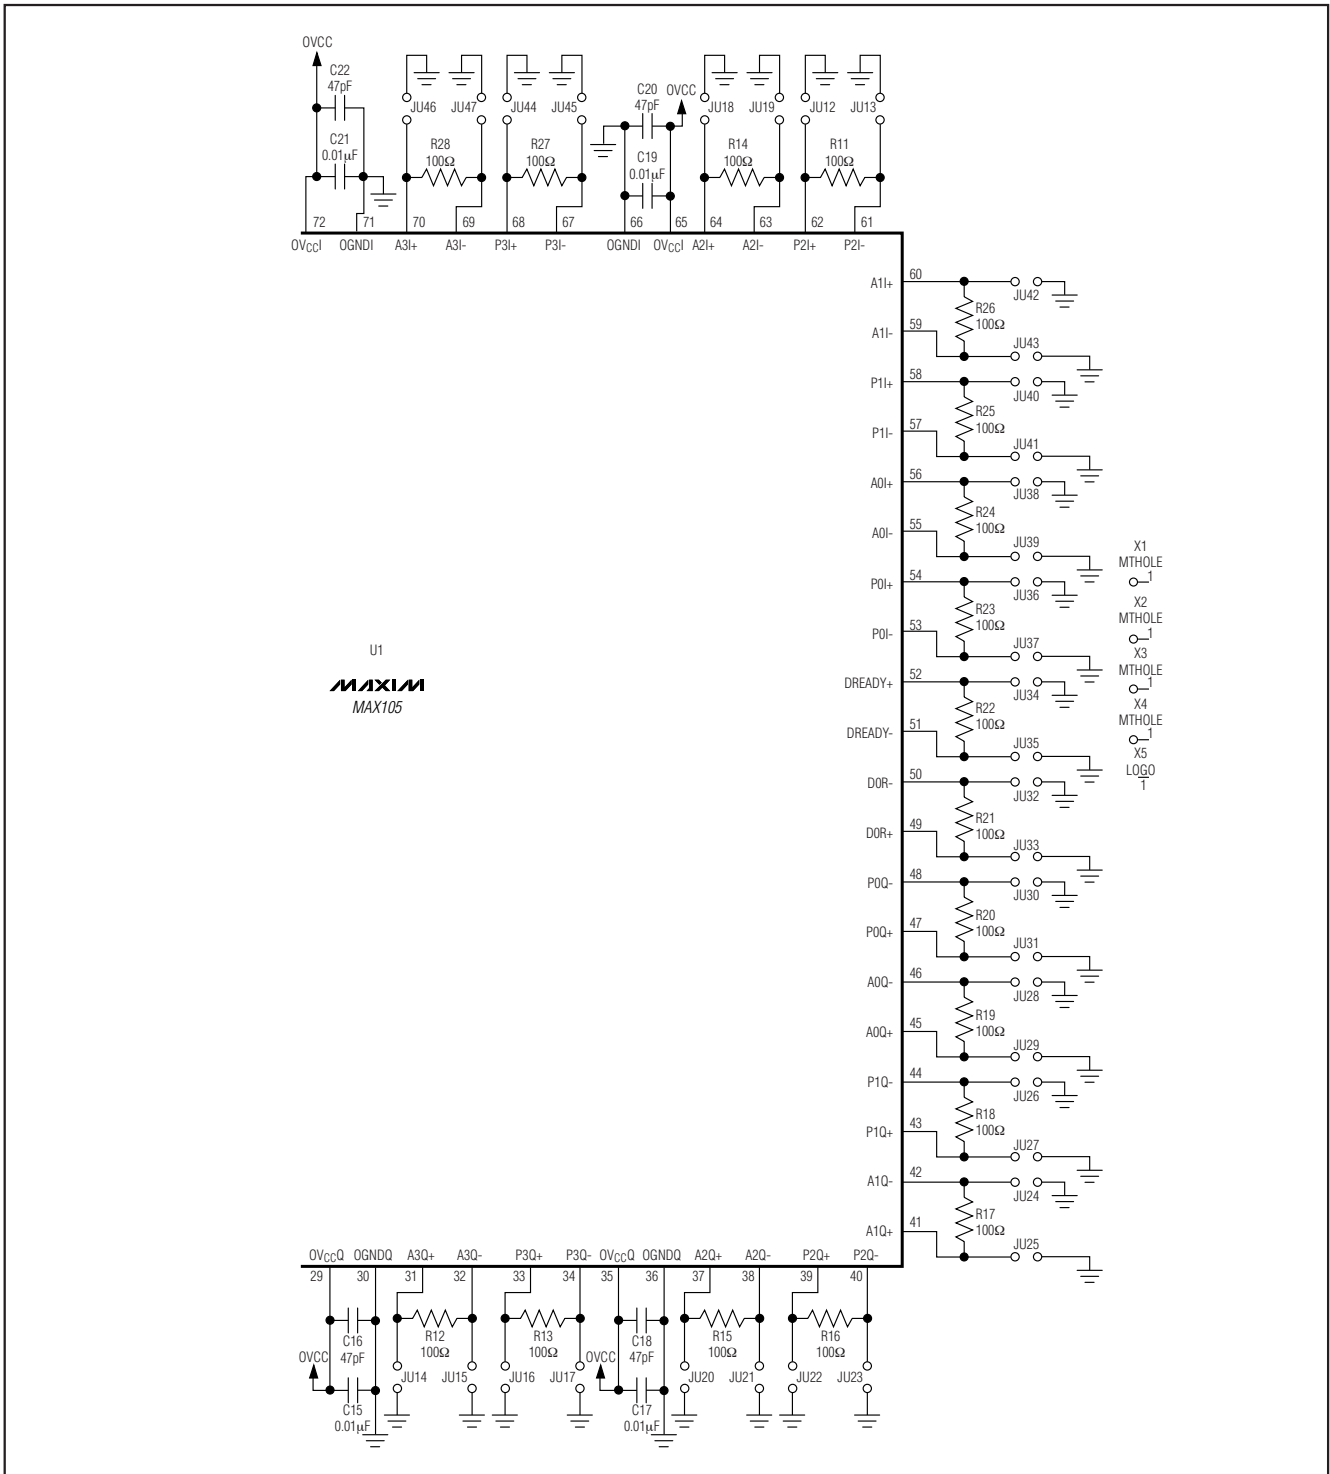 OVCC
C22
47pF
C21
0.01µF
JU46 JU47 JU44 JU45
R28
100Ω
R27
100Ω
C20
47pF
OVCC
C19
0.01µF
JU18 JU19 JU12 JU13
R14
100Ω
R11
100Ω
72 71 70 69 68 67 66 65 64 63 62 61
OVCCI OGNDI A3I+ A3I- P3I+ P3I- OGNDI OVCCI A2I+ A2I- P2I+ P2I-
A1I+ 60
JU42
R26
100Ω
A1I- 59
JU43
P1I+ 58
JU40
R25
100Ω
P1I- 57
JU41
A0I+ 56
JU38
R24
100Ω
A0I- 55
JU39
P0I+ 54
JU36
R23
100Ω
P0I- 53
JU37
DREADY+ 52
JU34
R22
100Ω
DREADY- 51
JU35
D0R- 50
JU32
R21
100Ω
D0R+ 49
JU33
P0Q- 48
JU30
R20
100Ω
P0Q+ 47
JU31
A0Q- 46
JU28
R19
100Ω
A0Q+ 45
JU29
P1Q- 44
JU26
R18
100Ω
P1Q+ 43
JU27
A1Q- 42
JU24
R17
100Ω
A1Q+ 41
JU25
X1
MTHOLE
1
X2
MTHOLE
1
X3
MTHOLE
1
X4
MTHOLE
1
X5
LOGO
1
U1
MAXIM
MAX105
OVCCQ OGNDQ A3Q+ A3Q- P3Q+ P3Q- OVCCQ OGNDQ A2Q+ A2Q- P2Q+ P2Q-
29 30 31 32 33 34 35 36 37 38 39 40
C16
47pF
OVCC
C15
0.01µF
R12
100Ω
JU14 JU15
R13
100Ω
JU16 JU17
C18
47pF
OVCC
C17
0.01µF
R15
100Ω
JU20 JU21
R16
100Ω
JU22 JU23